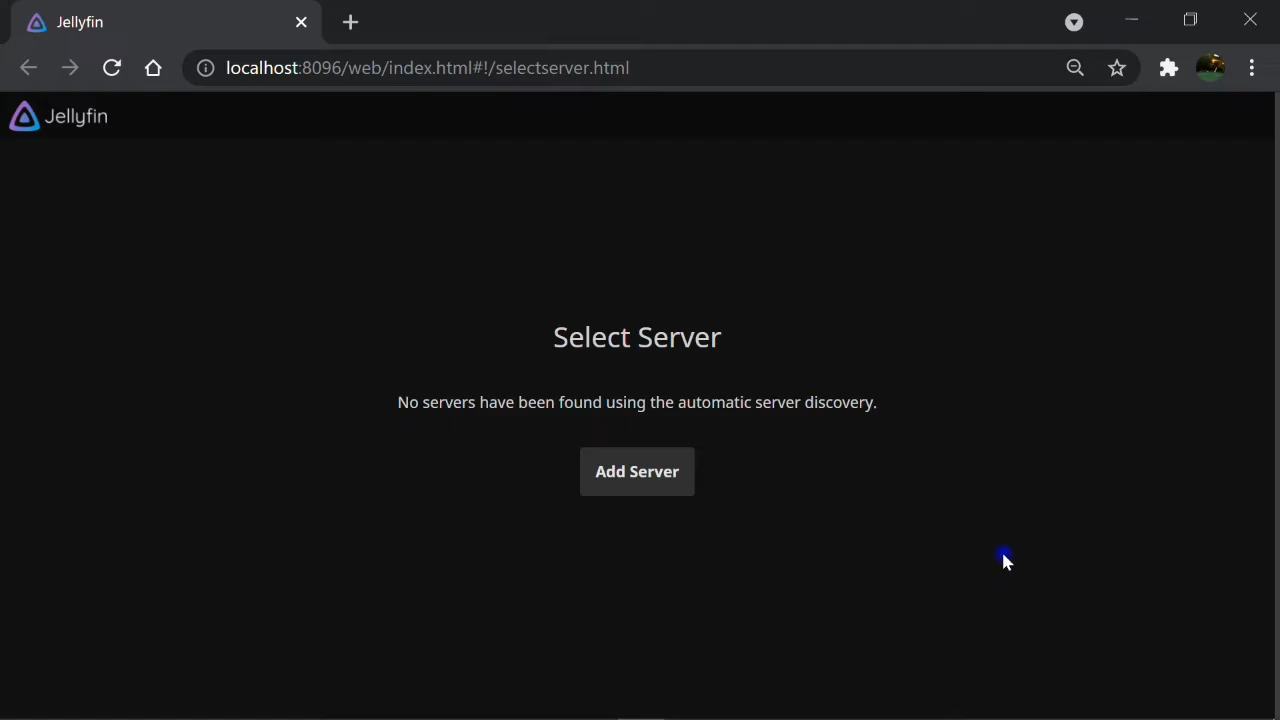 Jellyfin
localhost:8096/web/index.html#!/selectserver.html
Jellyfin
Select Server
No servers have been found using the automatic server discovery.
Add Server